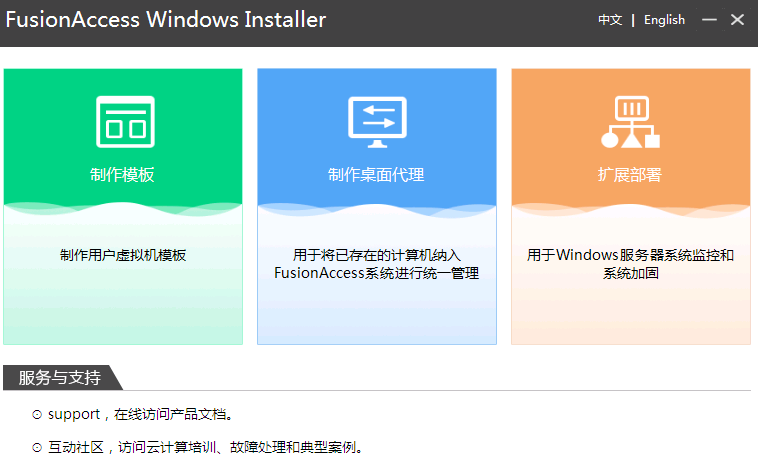 FusionAccess Windows Installer
中文 | English
制作模板
制作桌面代理
扩展部署
制作用户虚拟机模板
用于将已存在的计算机纳入
FusionAccess系统进行统一管理
用于Windows服务器系统监控和
系统加固
服务与支持
support，在线访问产品文档。
互动社区，访问云计算培训、故障处理和典型案例。